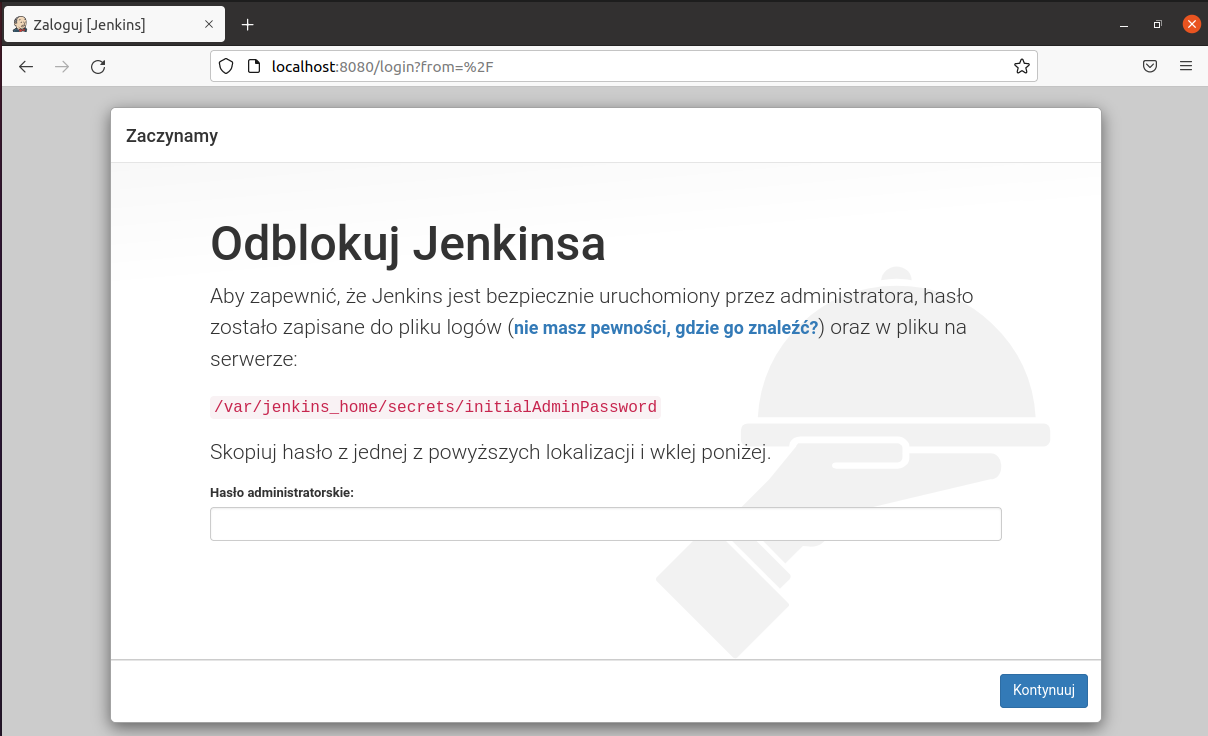 Zaloguj [Jenkins]
localhost:8080/login?from=%2F
Zaczynamy
Odblokuj Jenkinsa
Aby zapewnić, że Jenkins jest bezpiecznie uruchomiony przez administratora, hasło
zostało zapisane do pliku logów (nie masz pewności, gdzie go znaleźć?) oraz w pliku na
serwerze:
/var/jenkins_home/secrets/initialAdminPassword
Skopiuj hasło z jednej z powyższych lokalizacji i wklej poniżej.
Hasło administratorskie:
Kontynuuj